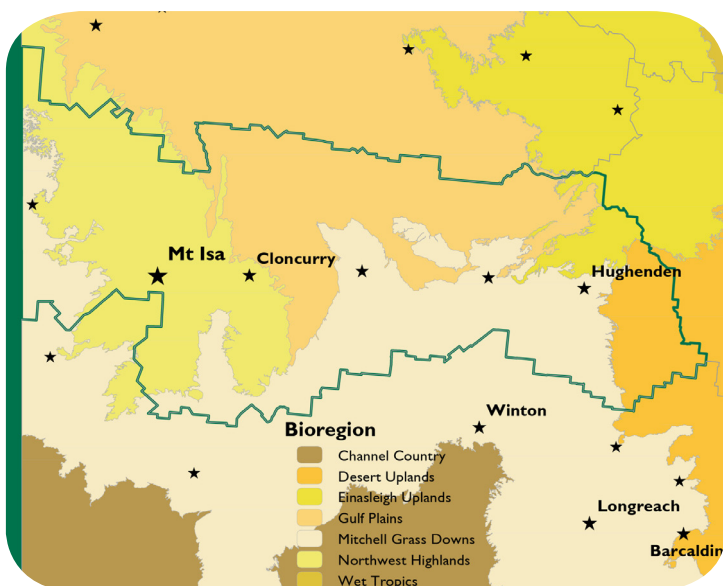 Mt Isa
Cloncurry
Hughenden
Winton
Bioregion
Channel Country
Desert Uplands
Einasleigh Uplands
Gulf Plains
Mitchell Grass Downs
Northwest Highlands
Wet Tropics
Longreach
Barcaldin